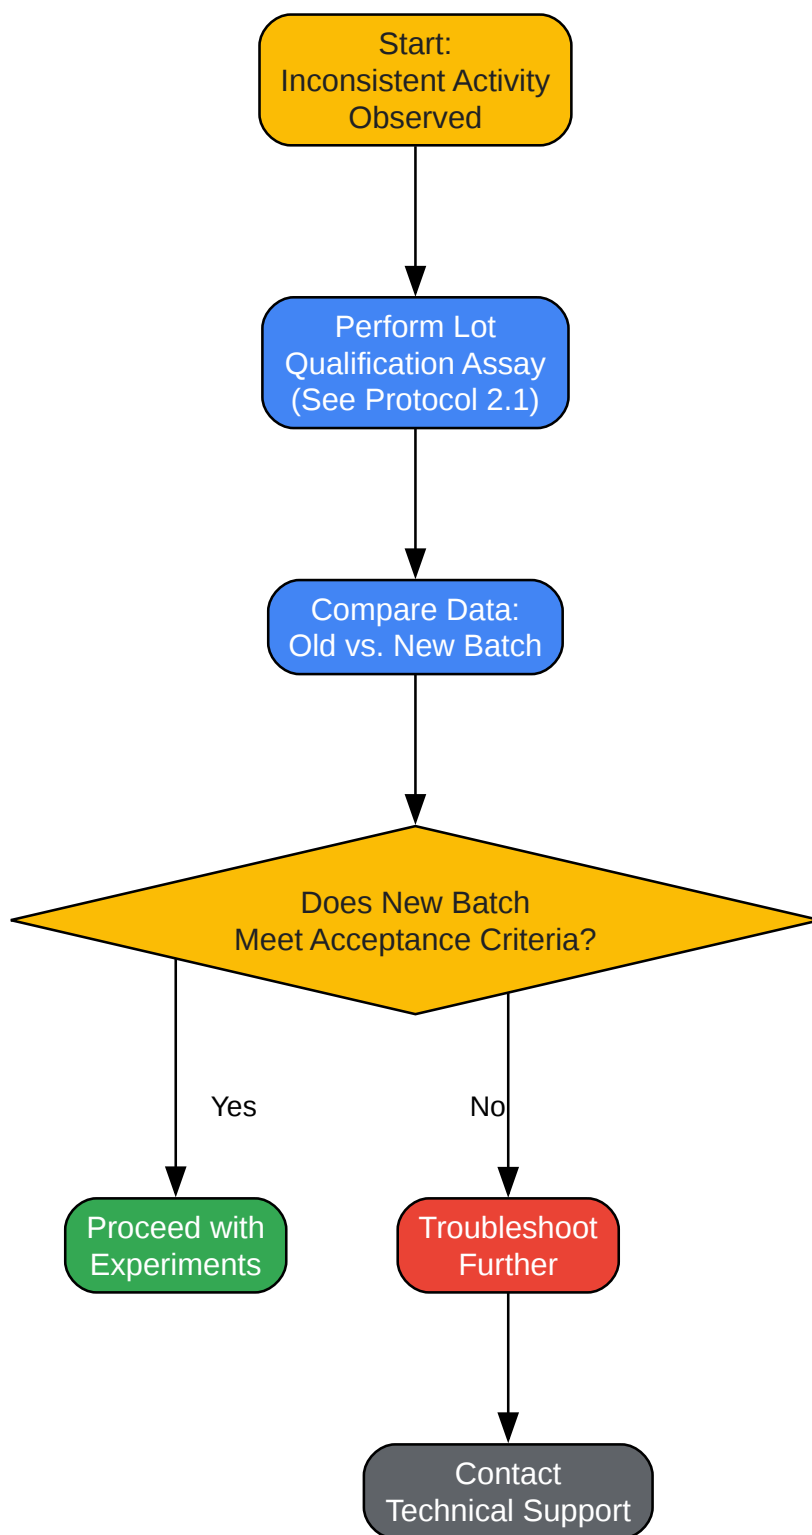 Start:
Inconsistent Activity
Observed
Perform Lot
Qualification Assay
(See Protocol 2.1)
Compare Data:
Old vs. New Batch
Does New Batch
Meet Acceptance Criteria?
Yes
No
Proceed with
Experiments
Troubleshoot
Further
Contact
Technical Support